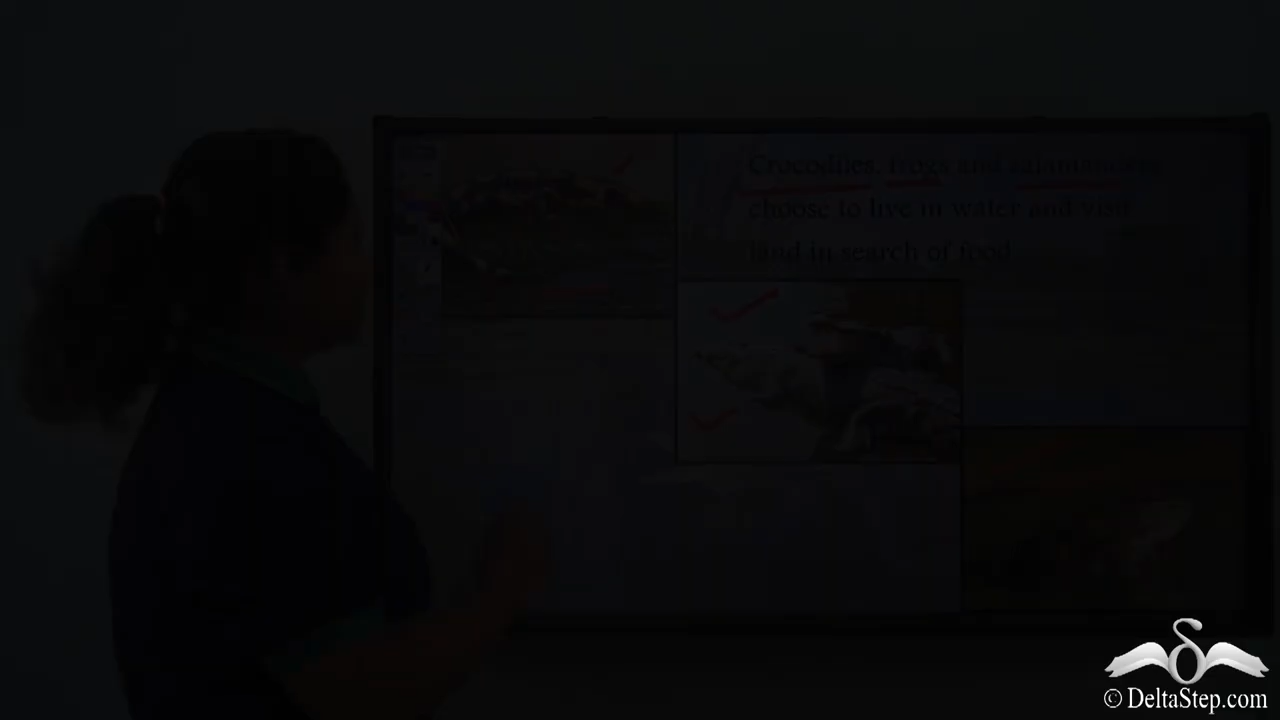 Crocodiles, frogs and salamanders
choose to live in water and visit
land in search of food
© DeltaStep.com